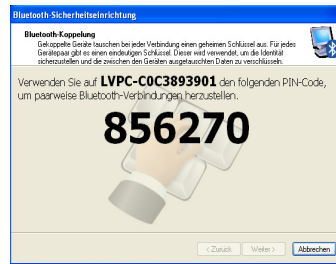 Bluetooth-Sicherheitseinrichtung
Bluetooth-Kopplung
Gekoppelte Geräte tauschen bei jeder Verbindung einen geheimen Schlüssel aus. Für jedes
Gerätepaar gibt es einen eindeutigen Schlüssel. Dieser wird verwendet, um die Identität
sicherzustellen und die zwischen den Geräten ausgetauschten Daten zu verschlüsseln.
Verwenden Sie auf LVPC-C0C3893901 den folgenden PIN-Code,
um paarweise Bluetooth-Verbindungen herzustellen.
856270
< Zurück
Weiter >
Abbrechen